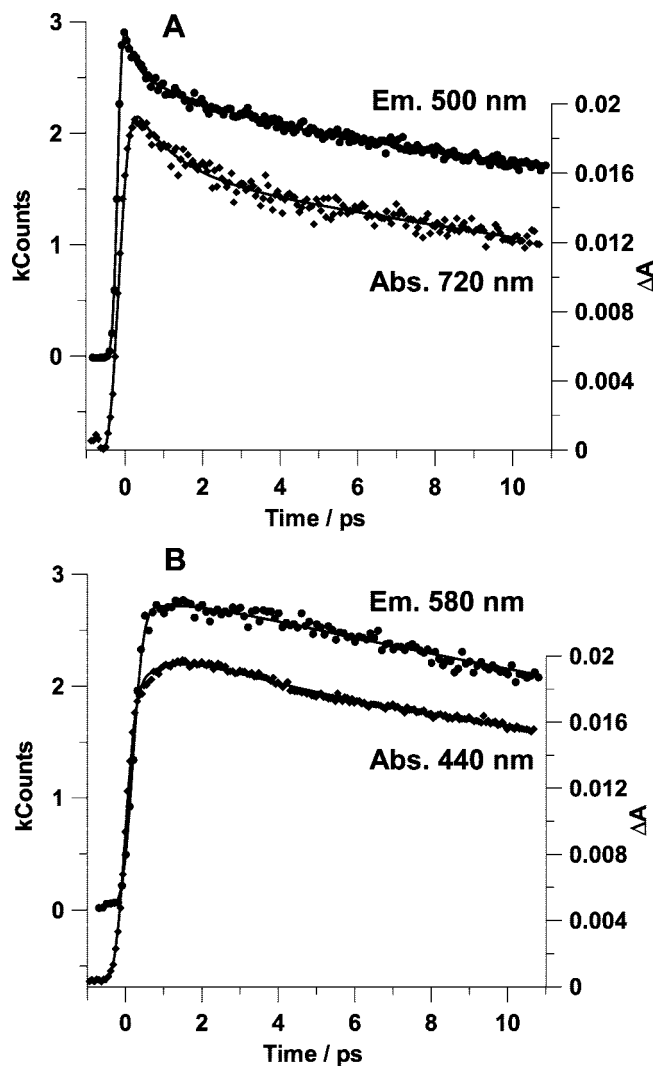 A
3
2
1
0
kCounts
Em. 500 nm
Abs. 720 nm
0.02
0.016
0.012
0.008
0.004
0
ΔA
0 2 4 6 8 10
Time / ps
B
3
2
1
0
kCounts
Em. 580 nm
Abs. 440 nm
0.02
0.016
0.012
0.008
0.004
0
ΔA
0 2 4 6 8 10
Time / ps